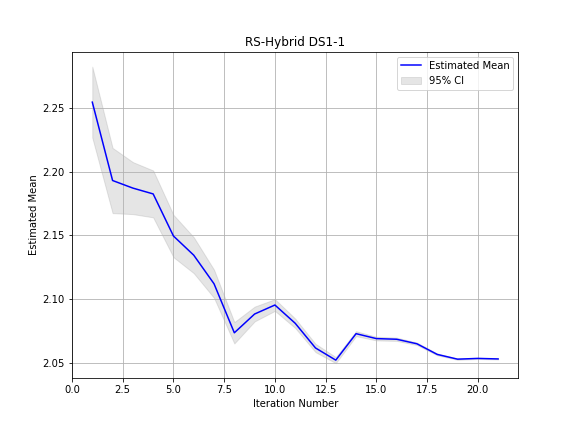 RS-Hybrid DS1-1
Estimated Mean
95% CI
2.25
2.20
2.15
2.10
2.05
Estimated Mean
0.0 2.5 5.0 7.5 10.0 12.5 15.0 17.5 20.0
Iteration Number